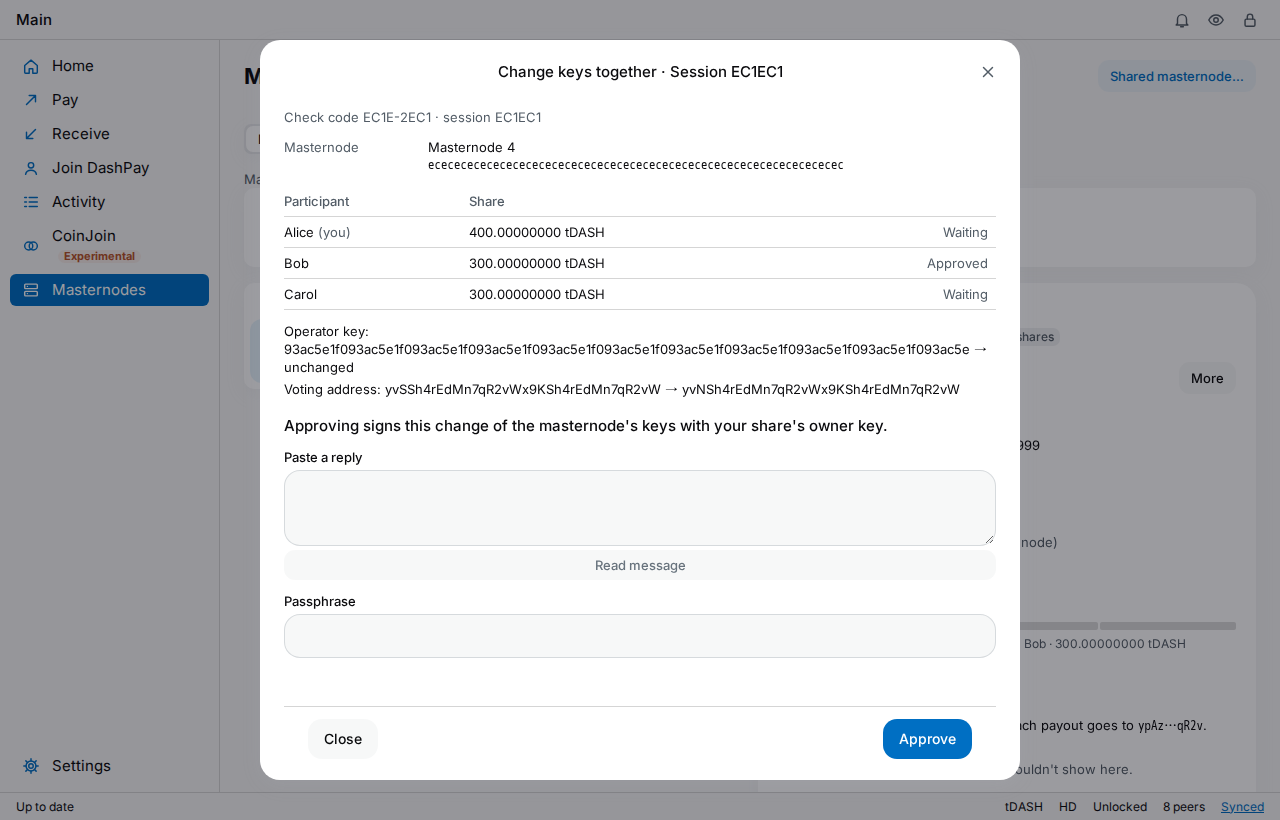 Main
Home
Pay
Receive
Join DashPay
Activity
CoinJoin
Experimental
Masternodes
Settings
Shared masternode...
shares
More
999
node)
Bob · 300.00000000 tDASH
ach payout goes to ypAz···qR2v.
ouldn't show here.
Change keys together · Session EC1EC1
Check code EC1E-2EC1 · session EC1EC1
Masternode
Masternode 4
ecececececececececececececececececececececececececececececececec
Participant
Share
Alice (you)
400.00000000 tDASH
Waiting
Bob
300.00000000 tDASH
Approved
Carol
300.00000000 tDASH
Waiting
Operator key:
93ac5e1f093ac5e1f093ac5e1f093ac5e1f093ac5e1f093ac5e1f093ac5e1f093ac5e1f093ac5e1f093ac5e1f093ac5e →
unchanged
Voting address: yvSSh4rEdMn7qR2vWx9KSh4rEdMn7qR2vW → yvNSh4rEdMn7qR2vWx9KSh4rEdMn7qR2vW
Approving signs this change of the masternode's keys with your share's owner key.
Paste a reply
Read message
Passphrase
Close
Approve
Up to date
tDASH
HD
Unlocked
8 peers
Synced